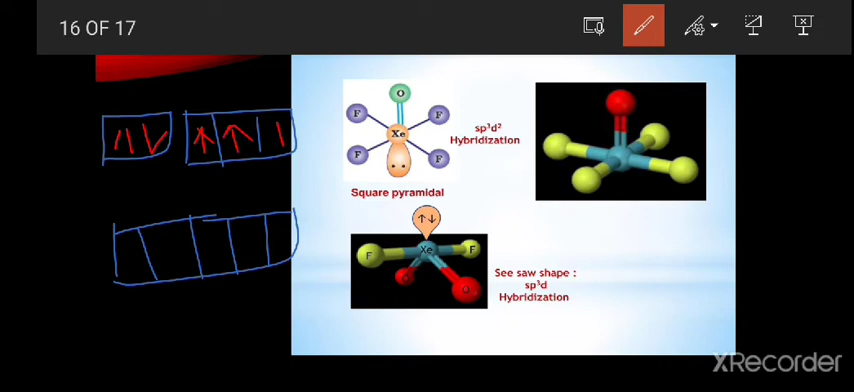 16 OF 17
O
F
F
Xe
F
F
sp³d²
Hybridization
Square pyramidal
↑↓
Xe
F
F
O
O
See saw shape :
sp³d
Hybridization
XRecorder